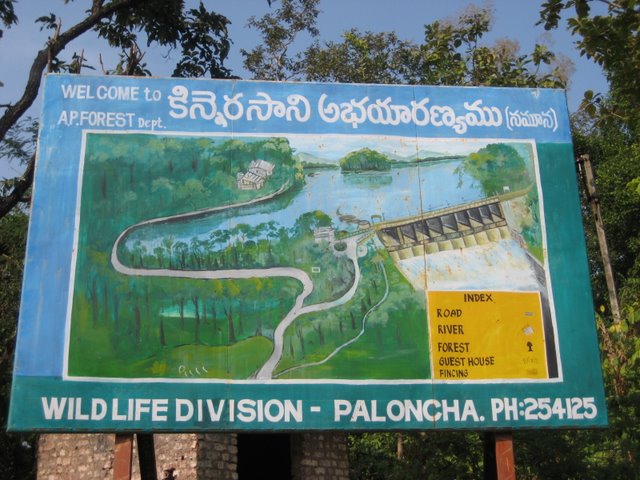 WELCOME to కిన్నెరసాని అభయారణ్యము (నమూన)
A.P. FOREST Dept.
INDEX
ROAD
RIVER
FOREST
GUEST HOUSE
FINCING
WILD LIFE DIVISION - PALONCHA. PH:254125